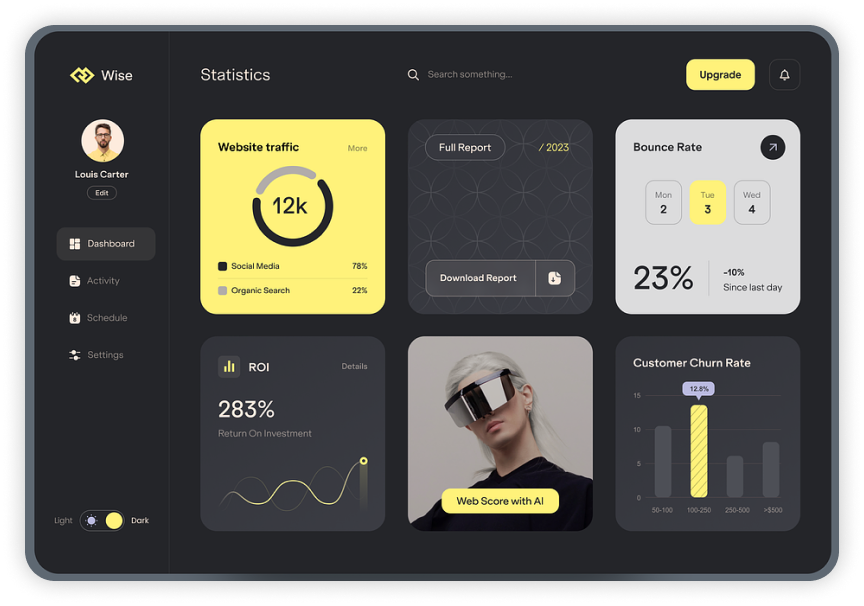 Wise
Statistics
Search something...
Upgrade
Louis Carter
Edit
Dashboard
Activity
Schedule
Settings
Light
Dark
Website traffic
More
12k
Social Media 78%
Organic Search 22%
Full Report
/ 2023
Download Report
Bounce Rate
Mon Tue Wed
2 3 4
23%
-10%
Since last day
ROI
Details
283%
Return On Investment
Web Score with AI
Customer Churn Rate
12.8%
15
10
5
0
50-100 100-250 250-500 >$500